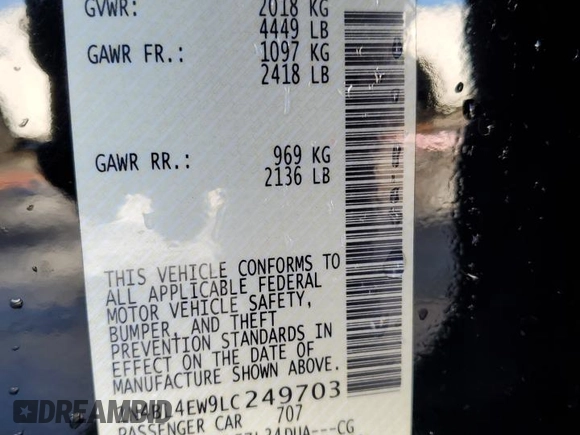 GVWR: 2018 KG
4449 LB
GAWR FR.: 1097 KG
2418 LB
GAWR RR.: 969 KG
2136 LB
THIS VEHICLE CONFORMS TO
ALL APPLICABLE FEDERAL
MOTOR VEHICLE SAFETY,
BUMPER, AND THEFT
PREVENTION STANDARDS IN
EFFECT ON THE DATE OF
MANUFACTURE SHOWN ABOVE.
1N4BL4EW9LC249703
PASSENGER CAR 707
DREAMBID